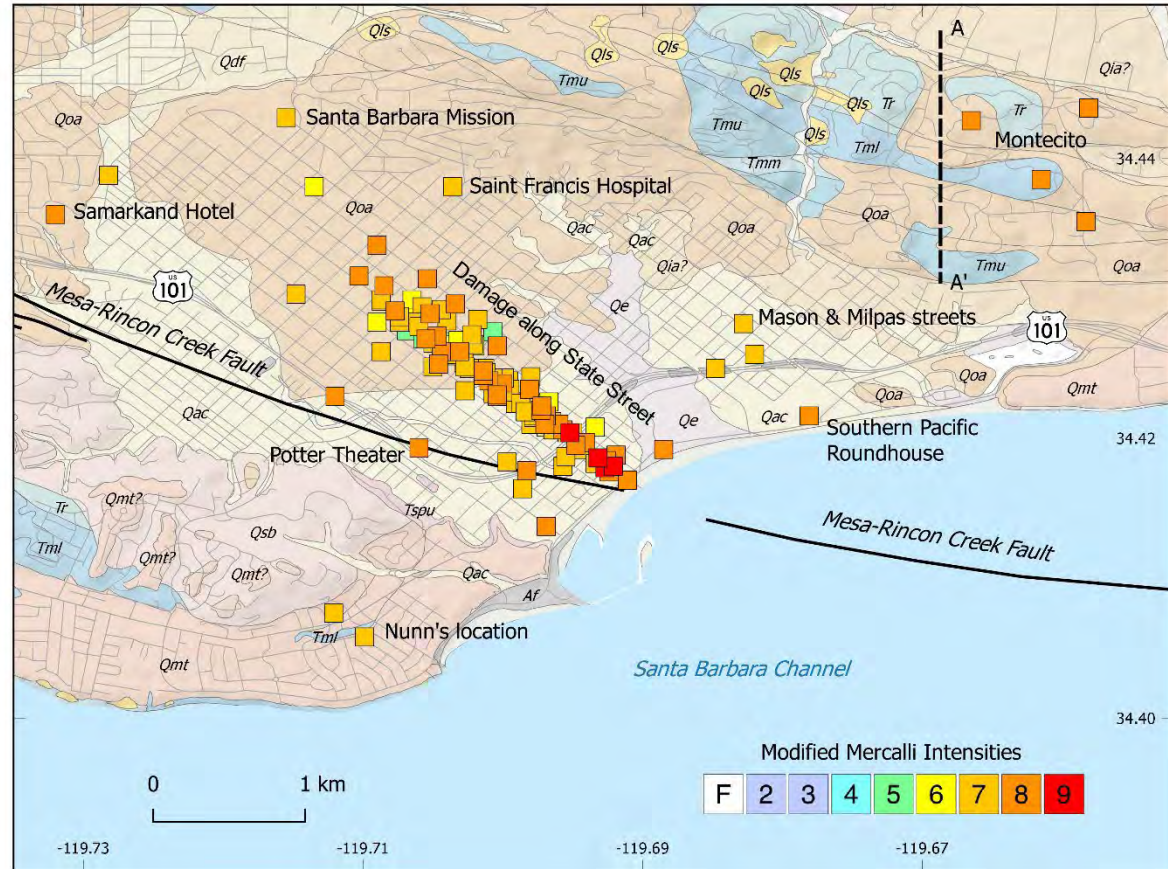 Qls
Qls
Qls
A
Qdf
Tmu
Qls
Qia?
Qls
Qls
Tr
Tr
Qoa
Santa Barbara Mission
Tmu
Qls
Montecito
Tml
34.44
Tmm
Saint Francis Hospital
Samarkand Hotel
Qoa
Qoa
Qoa
Qac
Qac
Qoa
Tmu
Qoa
Qia?
A'
US
101
Damage along State Street
Qe
Mesa-Rincon Creek Fault
Mason & Milpas streets
US
101
Qoa
Qmt
Qoa
Qac
Qe
Qac
Southern Pacific
Roundhouse
34.42
Potter Theater
Tspu
Qmt?
Tr
Qsb
Mesa-Rincon Creek Fault
Tml
Qmt?
Qmt?
Qac
Af
Nunn's location
Tml
Qmt
Santa Barbara Channel
34.40
Modified Mercalli Intensities
0 1 km
F 2 3 4 5 6 7 8 9
-119.73 -119.71 -119.69 -119.67